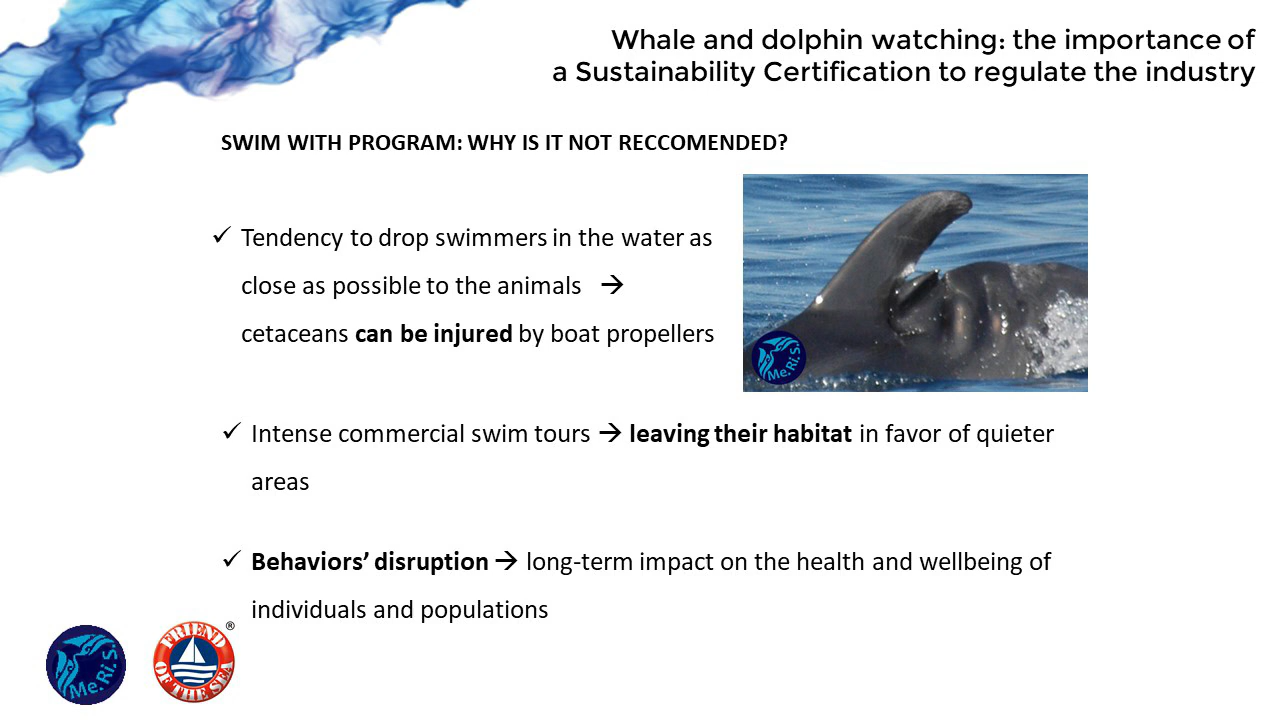 Whale and dolphin watching: the importance of
a Sustainability Certification to regulate the industry
SWIM WITH PROGRAM: WHY IS IT NOT RECCOMENDED?
✓ Tendency to drop swimmers in the water as
close as possible to the animals →
cetaceans can be injured by boat propellers
Me.Ri.S.
✓ Intense commercial swim tours → leaving their habitat in favor of quieter
areas
✓ Behaviors’ disruption → long-term impact on the health and wellbeing of
individuals and populations
Me.Ri.S.
FRIEND
OF THE SEA
®